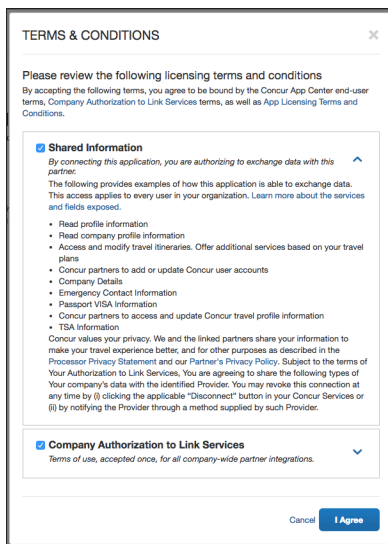 TERMS & CONDITIONS
Please review the following licensing terms and conditions
By accepting the following terms, you agree to be bound by the Concur App Center end-user
terms, Company Authorization to Link Services terms, as well as App Licensing Terms and
Conditions.
Shared Information
By connecting this application, you are authorizing to exchange data with this
partner.
The following provides examples of how this application is able to exchange data.
This access applies to every user in your organization. Learn more about the services
and fields exposed.
• Read profile information
• Read company profile information
• Access and modify travel itineraries. Offer additional services based on your travel
plans
• Concur partners to add or update Concur user accounts
• Company Details
• Emergency Contact Information
• Passport VISA Information
• Concur partners to access and update Concur travel profile information
• TSA Information
Concur values your privacy. We and the linked partners share your information to
make your travel experience better, and for other purposes as described in the
Processor Privacy Statement and our Partner's Privacy Policy. Subject to the terms of
Your Authorization to Link Services, You are agreeing to share the following types of
Your company's data with the identified Provider. You may revoke this connection at
any time by (i) clicking the applicable "Disconnect" button in your Concur Services or
(ii) by notifying the Provider through a method supplied by such Provider.
Company Authorization to Link Services
Terms of use, accepted once, for all company-wide partner integrations.
Cancel
I Agree